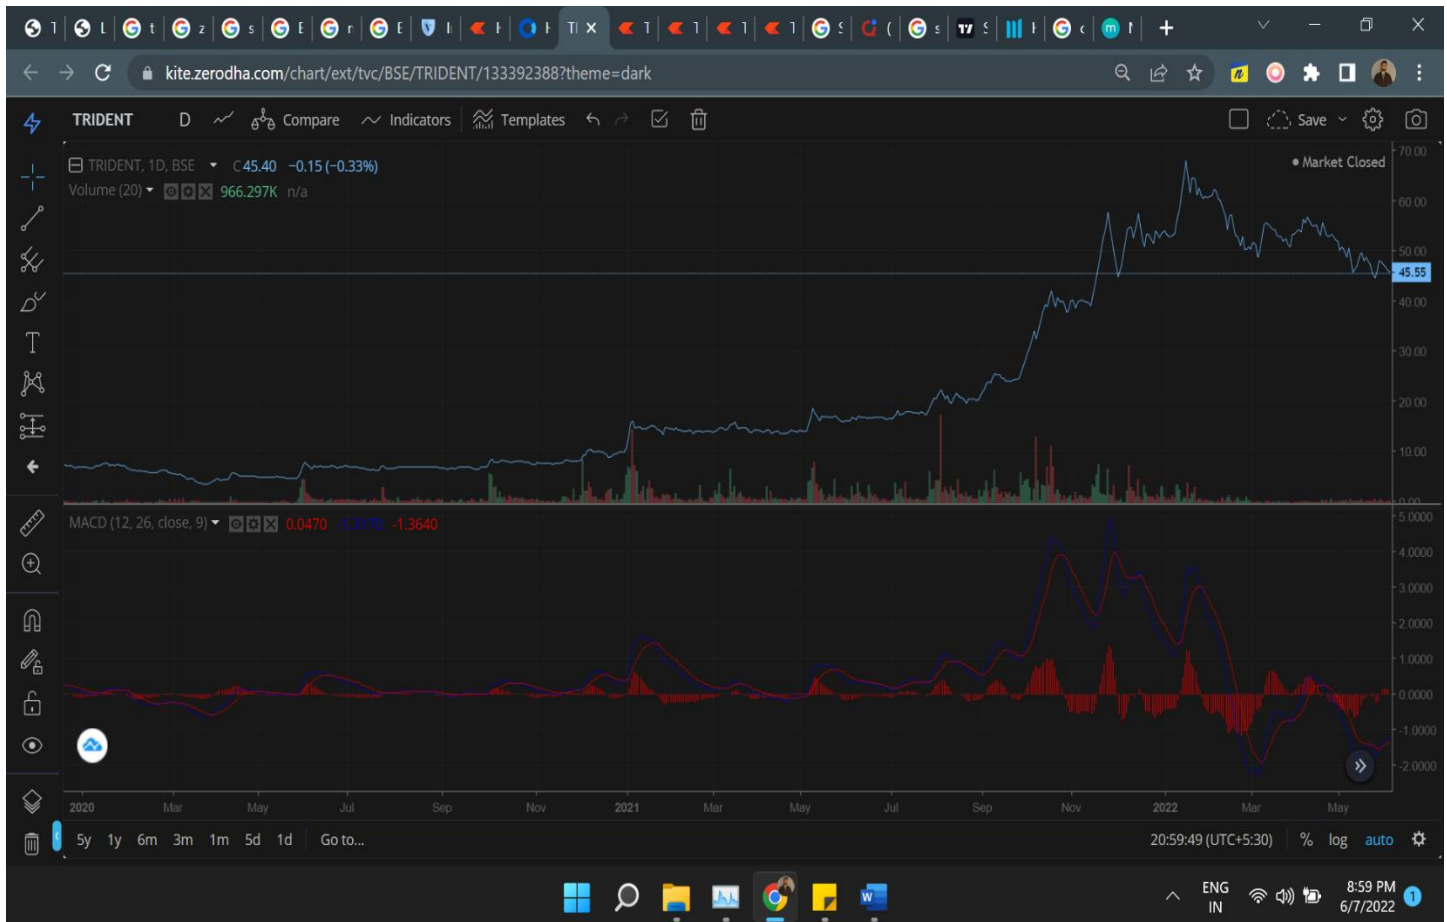 kite.zerodha.com/chart/ext/tvc/BSE/TRIDENT/133392388?theme=dark
TRIDENT D Compare Indicators Templates Save
TRIDENT, 1D, BSE C45.40 −0.15 (−0.33%)
Market Closed
Volume (20) 966.297K n/a
70.00
60.00
50.00
45.55
40.00
30.00
20.00
10.00
0.00
MACD (12, 26, close, 9) 0.0470 -1.3640
5.0000
4.0000
3.0000
2.0000
1.0000
0.0000
-1.0000
-2.0000
2020 Mar May Jul Sep Nov 2021 Mar May Jul Sep Nov 2022 Mar May
5y 1y 6m 3m 1m 5d 1d Go to...
20:59:49 (UTC+5:30) % log auto
ENG
IN
8:59 PM
6/7/2022
1